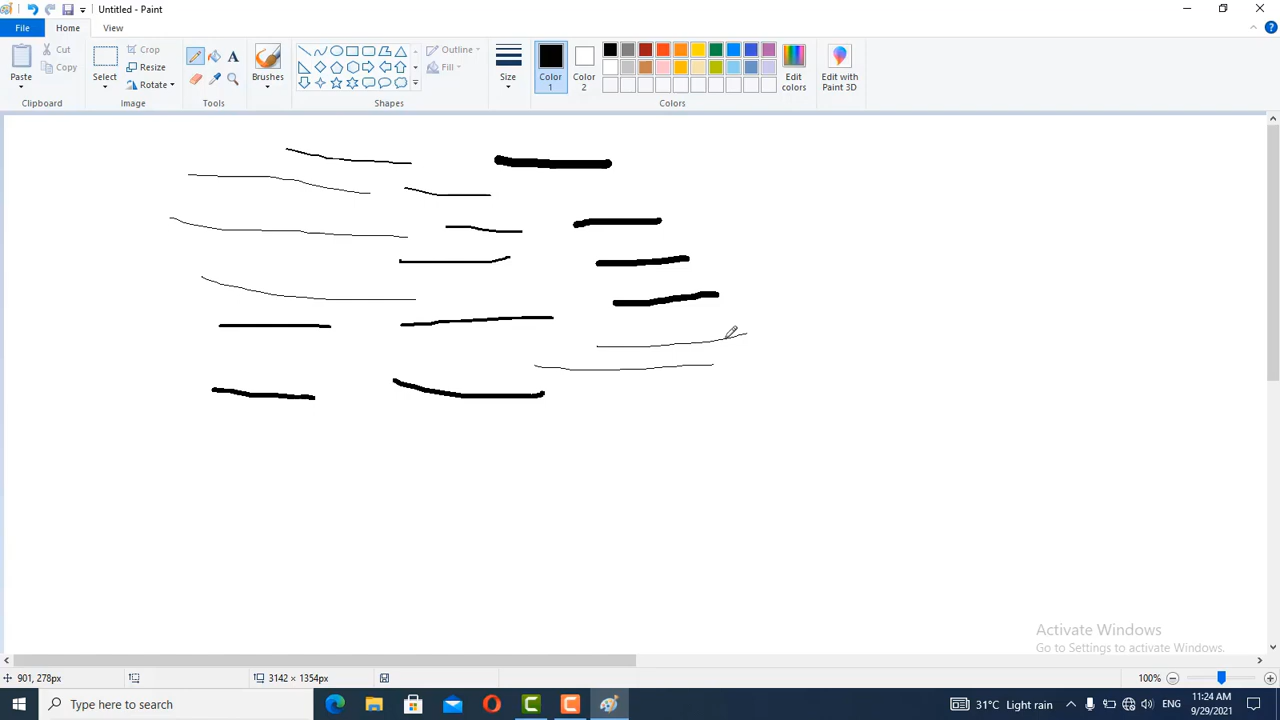 Untitled - Paint
File
Home
View
Paste
Cut
Copy
Clipboard
Select
Crop
Resize
Rotate
Image
A
Tools
Brushes
Shapes
Outline
Fill
Size
Color 1
Color 2
Colors
Edit colors
Edit with Paint 3D
Activate Windows
Go to Settings to activate Windows.
901, 278px
3142 × 1354px
100%
Type here to search
31°C Light rain
ENG
11:24 AM
9/29/2021